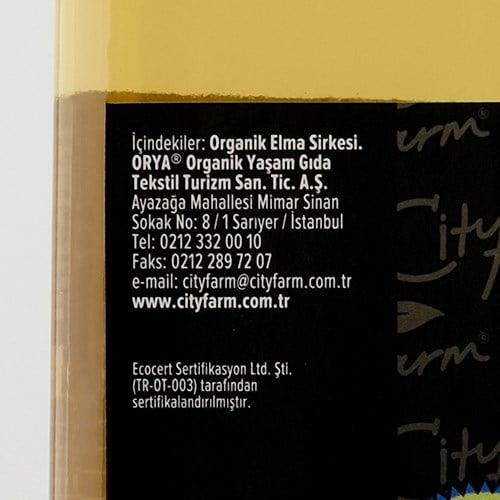 İçindekiler: Organik Elma Sirkesi.
ORYA® Organik Yaşam Gıda
Tekstil Turizm San. Tic. A.Ş.
Ayazağa Mahallesi Mimar Sinan
Sokak No: 8 / 1 Sarıyer / İstanbul
Tel: 0212 332 00 10
Faks: 0212 289 72 07
e-mail: cityfarm@cityfarm.com.tr
www.cityfarm.com.tr
Ecocert Sertifikasyon Ltd. Şti.
(TR-OT-003) tarafından
sertifikalandırılmıştır.